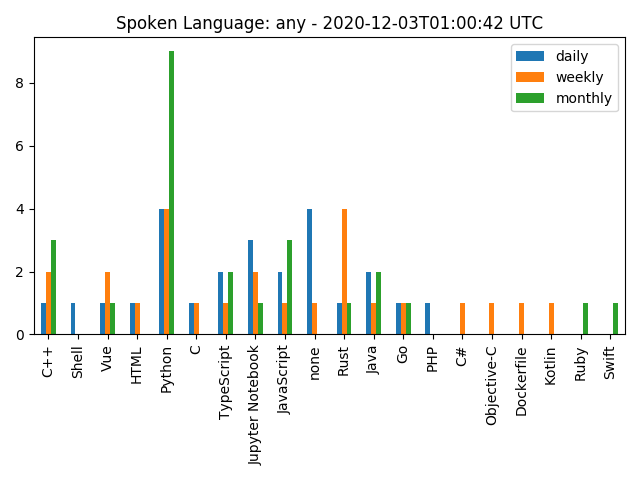 Spoken Language: any - 2020-12-03T01:00:42 UTC
daily
weekly
monthly
8
6
4
2
0
C++
Shell
Vue
HTML
Python
C
TypeScript
Jupyter Notebook
JavaScript
none
Rust
Java
Go
PHP
C#
Objective-C
Dockerfile
Kotlin
Ruby
Swift